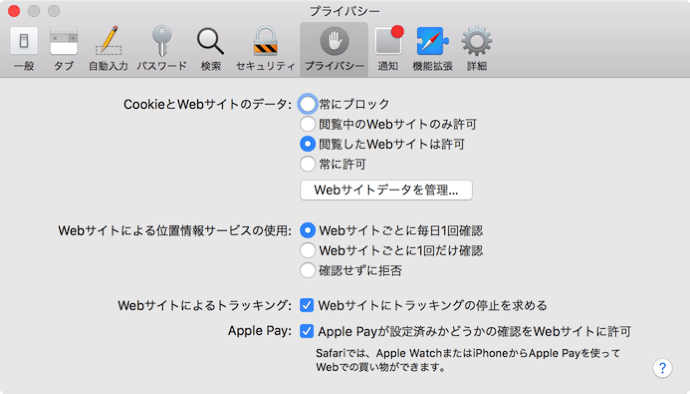 プライバシー
一般
タブ
自動入力
パスワード
検索
セキュリティ
プライバシー
通知
機能拡張
詳細
CookieとWebサイトのデータ:
常にブロック
閲覧中のWebサイトのみ許可
閲覧したWebサイトは許可
常に許可
Webサイトデータを管理...
Webサイトによる位置情報サービスの使用:
Webサイトごとに毎日1回確認
Webサイトごとに1回だけ確認
確認せずに拒否
Webサイトによるトラッキング:
Webサイトにトラッキングの停止を求める
Apple Pay:
Apple Payが設定済みかどうかの確認をWebサイトに許可
Safariでは、Apple WatchまたはiPhoneからApple Payを使って
Webでの買い物ができます。
?